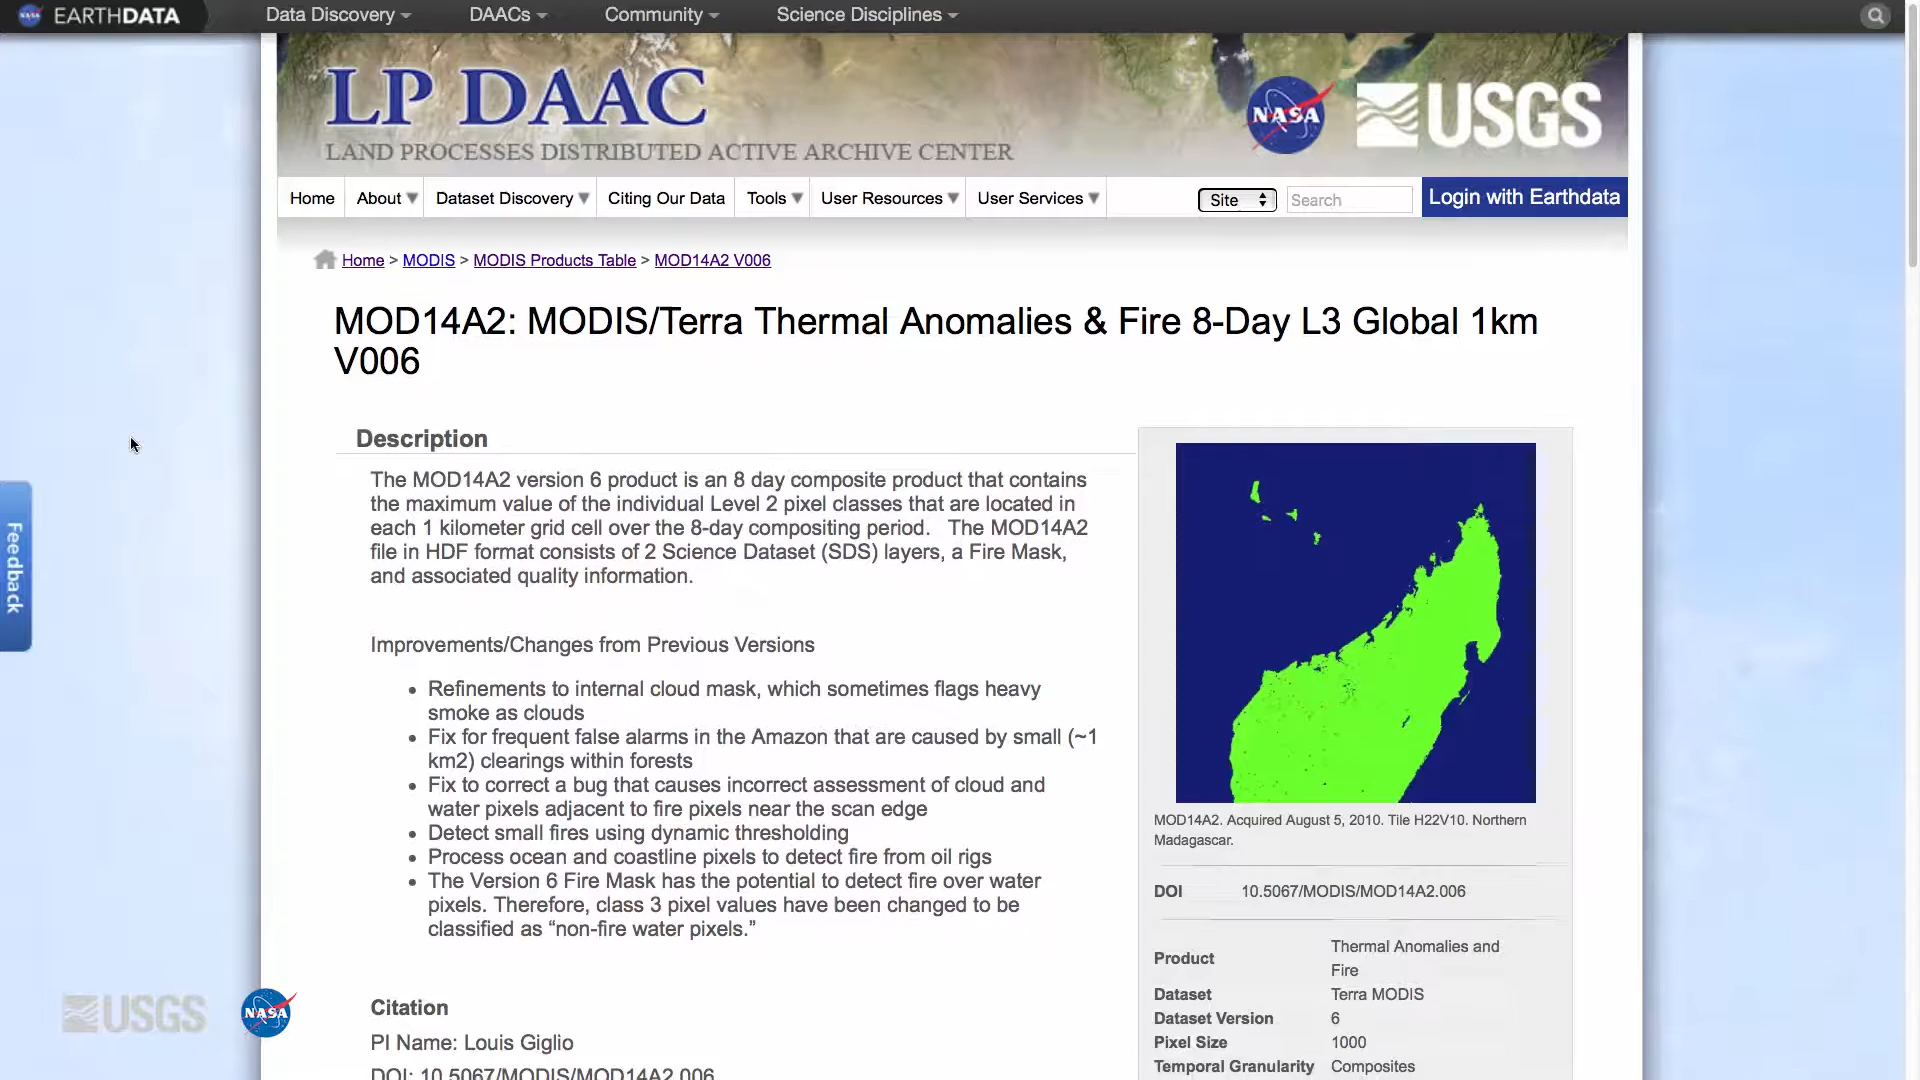 EARTHDATA
Data Discovery
DAACs
Community
Science Disciplines
LP DAAC
LAND PROCESSES DISTRIBUTED ACTIVE ARCHIVE CENTER
NASA
USGS
Home
About
Dataset Discovery
Citing Our Data
Tools
User Resources
User Services
Site
Search
Login with Earthdata
Home > MODIS > MODIS Products Table > MOD14A2 V006
MOD14A2: MODIS/Terra Thermal Anomalies & Fire 8-Day L3 Global 1km
V006
Description
The MOD14A2 version 6 product is an 8 day composite product that contains
the maximum value of the individual Level 2 pixel classes that are located in
each 1 kilometer grid cell over the 8-day compositing period. The MOD14A2
file in HDF format consists of 2 Science Dataset (SDS) layers, a Fire Mask,
and associated quality information.
Improvements/Changes from Previous Versions
• Refinements to internal cloud mask, which sometimes flags heavy
smoke as clouds
• Fix for frequent false alarms in the Amazon that are caused by small (~1
km2) clearings within forests
• Fix to correct a bug that causes incorrect assessment of cloud and
water pixels adjacent to fire pixels near the scan edge
• Detect small fires using dynamic thresholding
• Process ocean and coastline pixels to detect fire from oil rigs
• The Version 6 Fire Mask has the potential to detect fire over water
pixels. Therefore, class 3 pixel values have been changed to be
classified as “non-fire water pixels.”
Citation
PI Name: Louis Giglio
DOI: 10.5067/MODIS/MOD14A2.006
MOD14A2. Acquired August 5, 2010. Tile H22V10. Northern
Madagascar.
DOI 10.5067/MODIS/MOD14A2.006
Product Thermal Anomalies and
Fire
Dataset Terra MODIS
Dataset Version 6
Pixel Size 1000
Temporal Granularity Composites
Feedback
USGS
NASA